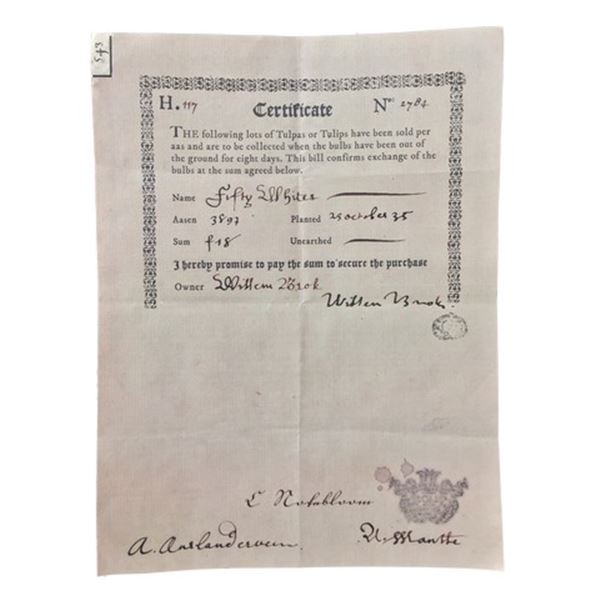 543
H. 117 Certificate Nº 2784
THE following lots of Tulpas or Tulips have been sold per
aas and are to be collected when the bulbs have been out of
the ground for eight days. This bill confirms exchange of the
bulbs at the sum agreed below.
Name Fifty Whites
Aasen 3897 Planted 23 october 35
Sum f18 Unearthed
I hereby promise to pay the sum to secure the purchase
Owner Willem Brok
Willem Brok